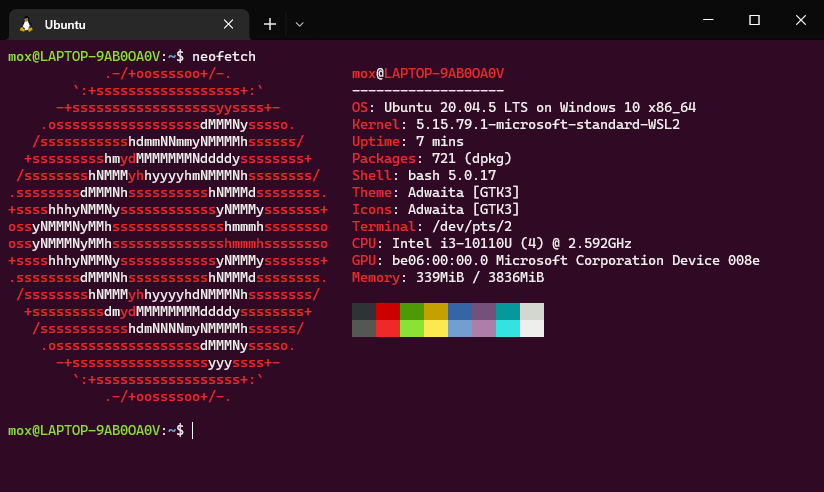 Ubuntu
mox@LAPTOP-9AB0OA0V:~$ neofetch
            .-/+oossssoo+/-.               mox@LAPTOP-9AB0OA0V
        `:+ssssssssssssssssss+:`           -------------------
      -+ssssssssssssssssssyyssss+-         OS: Ubuntu 20.04.5 LTS on Windows 10 x86_64
    .ossssssssssssssssssdMMMNysssso.       Kernel: 5.15.79.1-microsoft-standard-WSL2
   /ssssssssssshdmmNNmmyNMMMMhssssss/      Uptime: 7 mins
  +ssssssssshmydMMMMMMMNddddyssssssss+     Packages: 721 (dpkg)
 /sssssssshNMMMyhhyyyyhmNMMMNhssssssss/    Shell: bash 5.0.17
.ssssssssdMMMNhsssssssssshNMMMdssssssss.   Theme: Adwaita [GTK3]
+sssshhhyNMMNyssssssssssssyNMMMysssssss+   Icons: Adwaita [GTK3]
ossyNMMMNyMMhsssssssssssssshmmmhssssssso   Terminal: /dev/pts/2
ossyNMMMNyMMhsssssssssssssshmmmhssssssso   CPU: Intel i3-10110U (4) @ 2.592GHz
+sssshhhyNMMNyssssssssssssyNMMMysssssss+   GPU: be06:00:00.0 Microsoft Corporation Device 008e
.ssssssssdMMMNhsssssssssshNMMMdssssssss.   Memory: 339MiB / 3836MiB
 /sssssssshNMMMyhhyyyyhdNMMMNhssssssss/
  +sssssssssdmydMMMMMMMMddddyssssssss+
   /ssssssssssshdmNNNNmyNMMMMhssssss/
    .ossssssssssssssssssdMMMNysssso.
      -+sssssssssssssssssyyyssss+-
        `:+ssssssssssssssssss+:`
            .-/+oossssoo+/-.
mox@LAPTOP-9AB0OA0V:~$